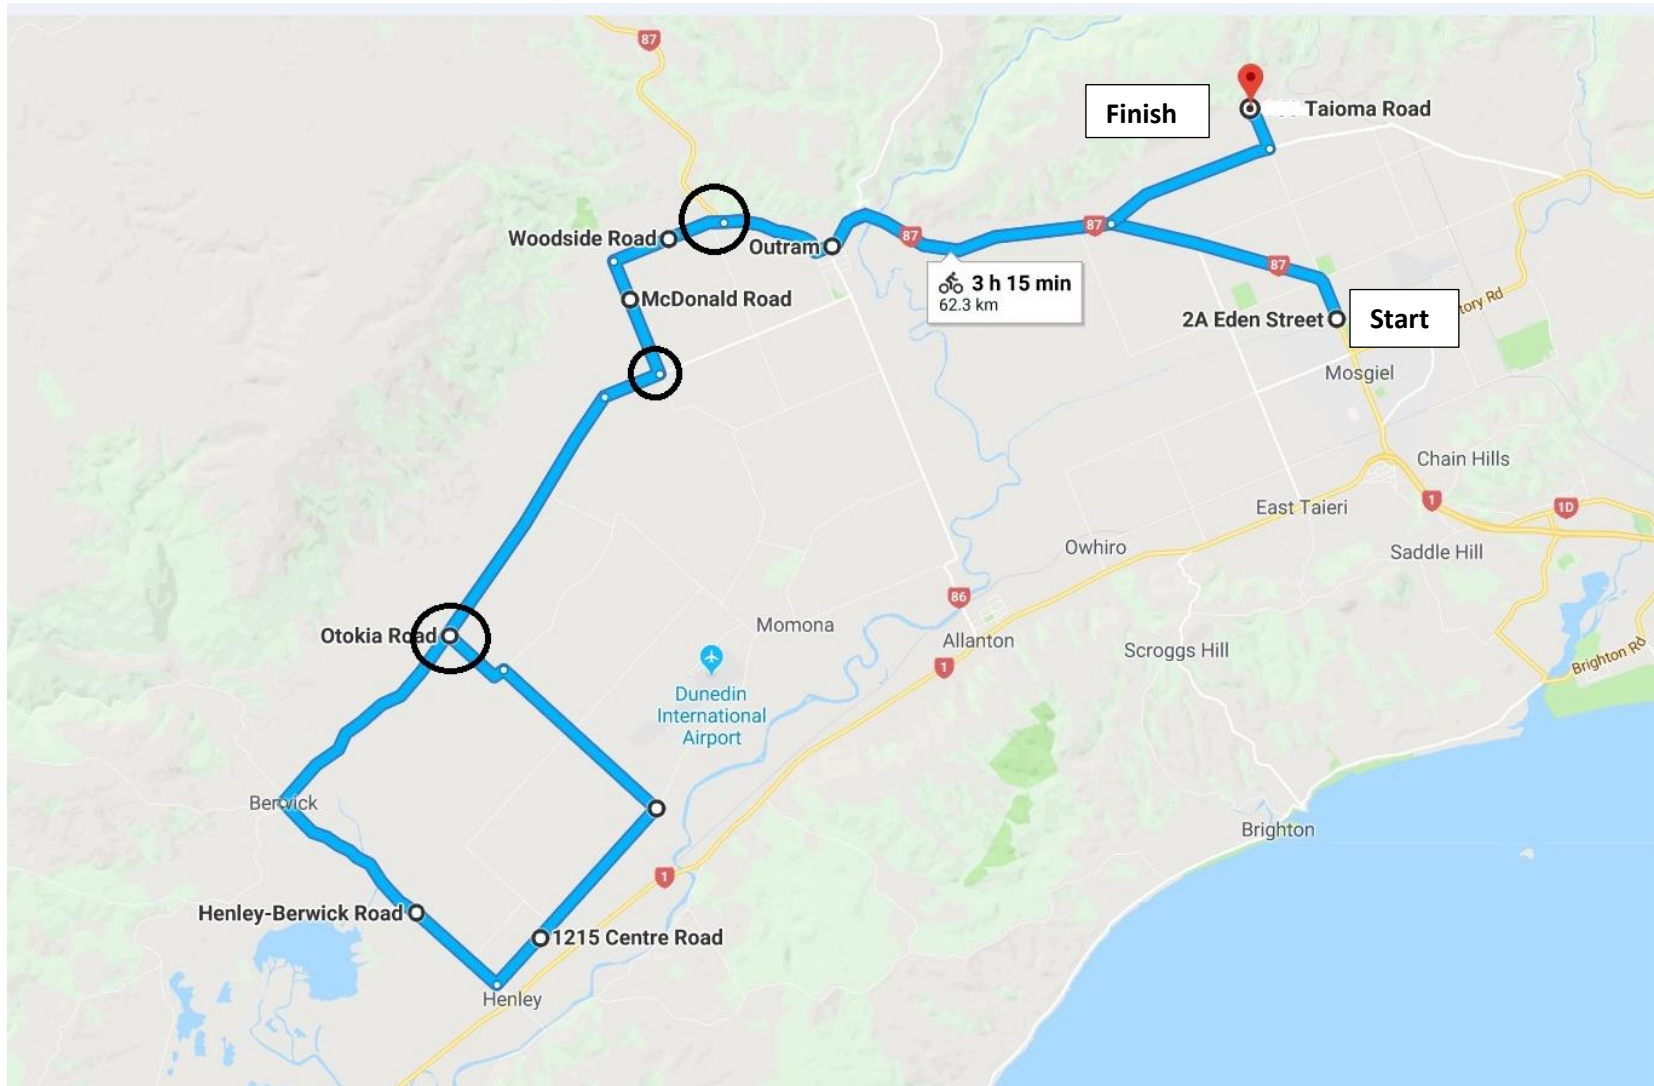 87
Finish
Taioma Road
Woodside Road
Outram
87
87
87
3 h 15 min
62.3 km
McDonald Road
2A Eden Street
Start
tory Rd
Mosgiel
Chain Hills
1
1D
East Taieri
Owhiro
Saddle Hill
86
Otokia Road
Momona
Allanton
Scroggs Hill
1
Brighton Rd
Dunedin
International
Airport
Berwick
Brighton
1
Henley-Berwick Road
1215 Centre Road
Henley